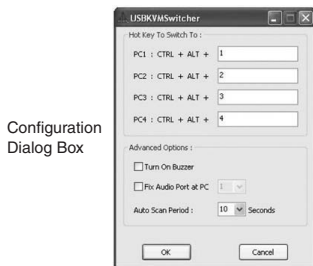 USBKVMSwitcher
Hot Key To Switch To :
PC1 : CTRL + ALT + 1
PC2 : CTRL + ALT + 2
PC3 : CTRL + ALT + 3
PC4 : CTRL + ALT + 4
Configuration
Dialog Box
Advanced Options :
Turn On Buzzer
Fix Audio Port at PC 1
Auto Scan Period : 10 Seconds
OK Cancel